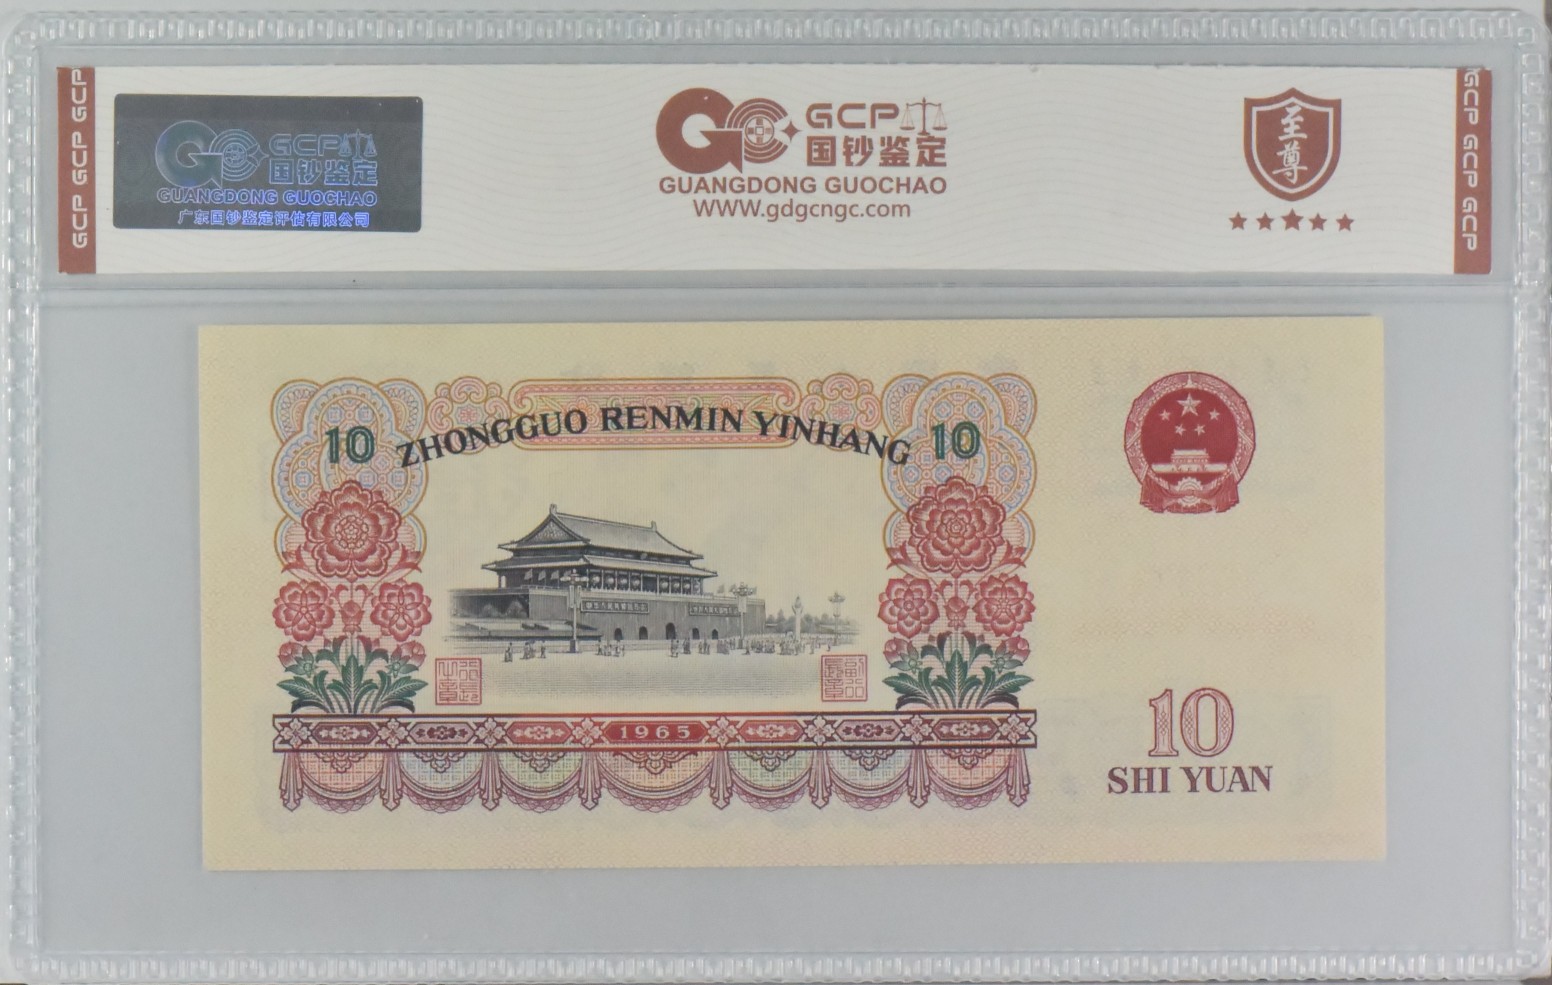 GCP GCP GCP
GCP
国钞鉴定
GUANGDONG GUOCHAO
广东国钞鉴定评估有限公司
GCP
国钞鉴定
GUANGDONG GUOCHAO
WWW.gdgcngc.com
至尊
GCP GCP GCP
10 ZHONGGUO RENMIN YINHANG 10
1965
10
SHI YUAN